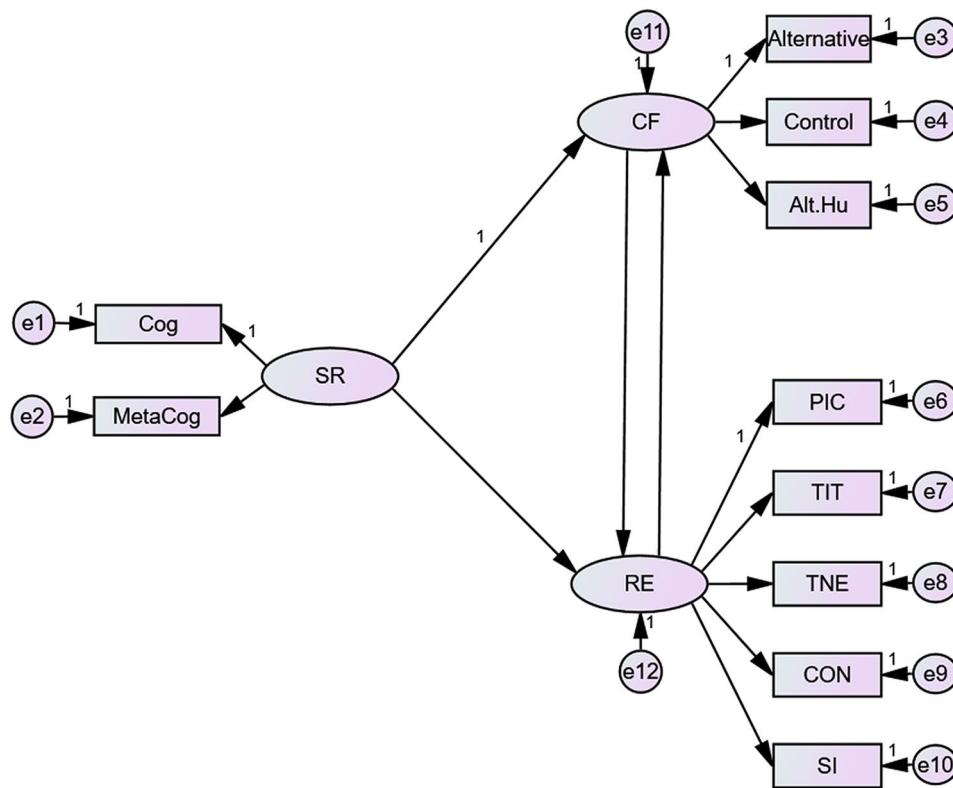 e11
1
1
Alternative
1
e3
CF
Control
1
e4
Alt.Hu
1
e5
1
e1
1
Cog
1
SR
e2
1
MetaCog
PIC
1
e6
1
TIT
1
e7
RE
TNE
1
e8
1
e12
CON
1
e9
SI
1
e10